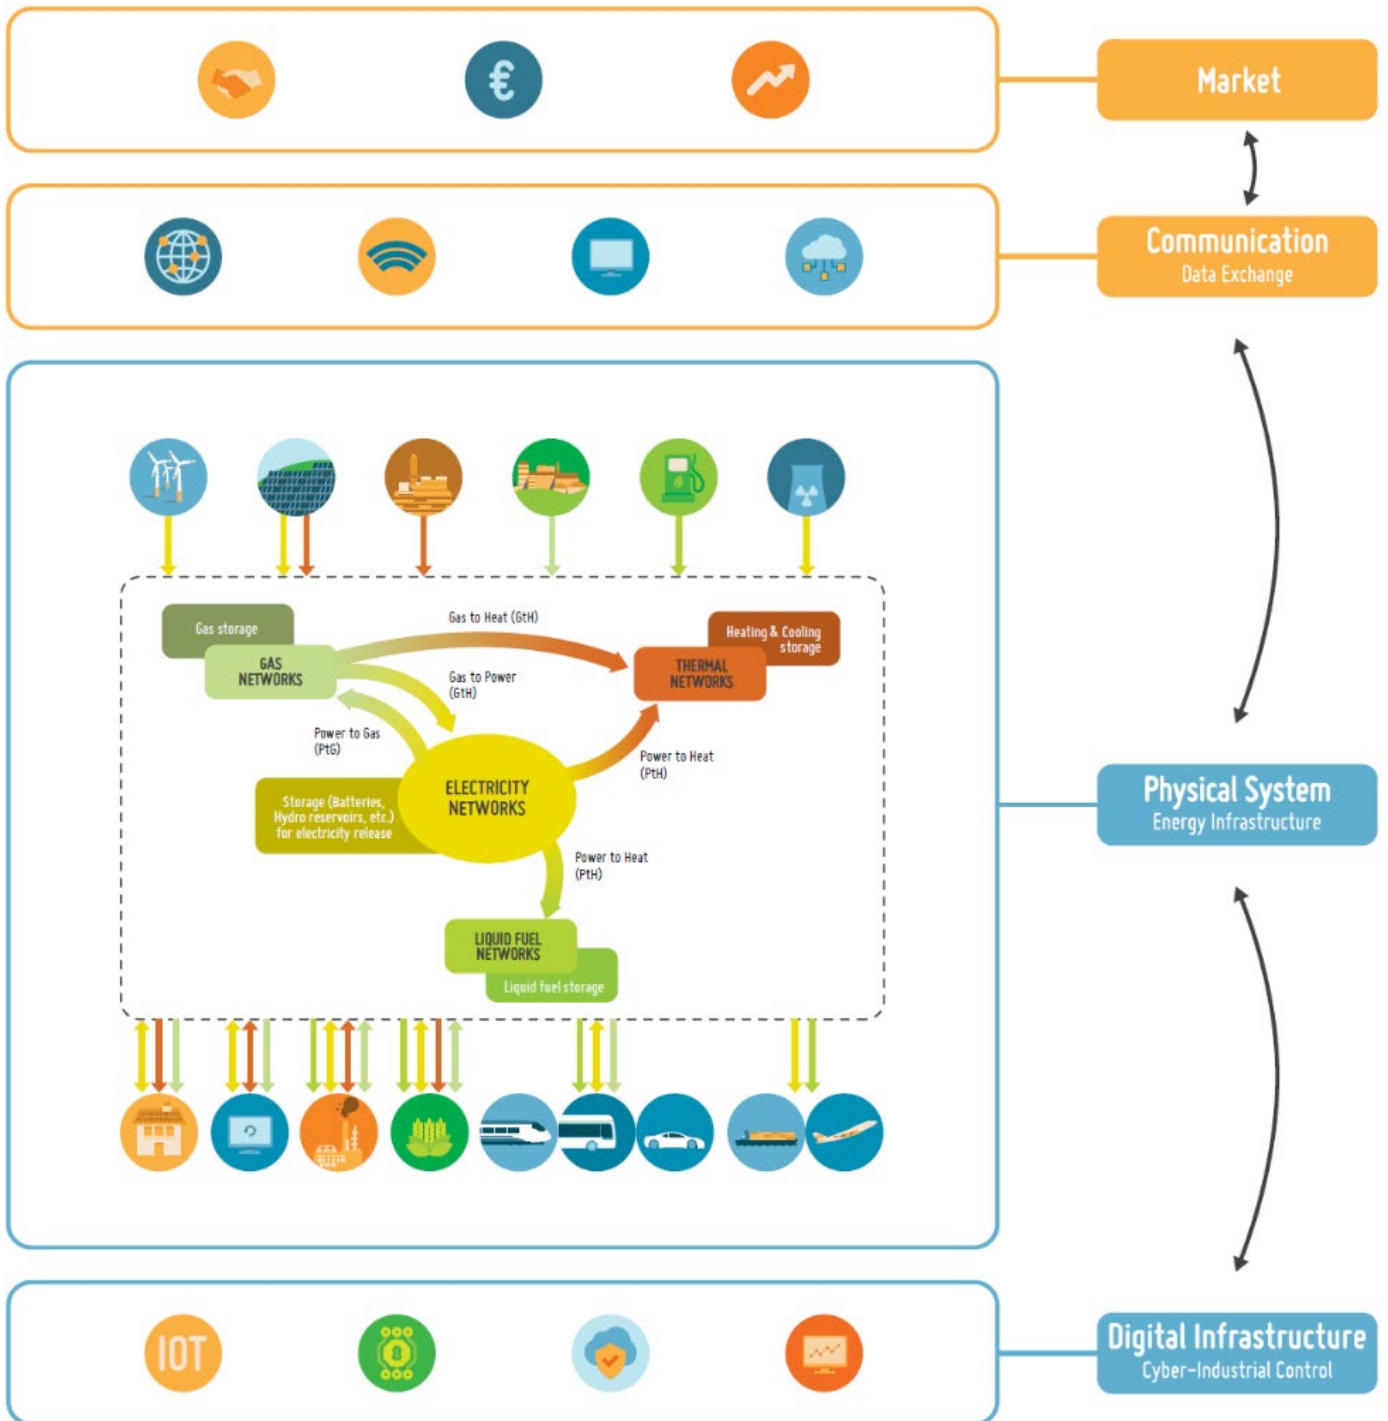 €
Market
Communication
Data Exchange
Gas storage
GAS
NETWORKS
Gas to Heat (GtH)
Heating & Cooling
storage
THERMAL
NETWORKS
Gas to Power
(GtH)
Power to Gas
(PtG)
Power to Heat
(PtH)
ELECTRICITY
NETWORKS
Storage (Batteries,
Hydro reservoirs, etc.)
for electricity release
Power to Heat
(PtH)
LIQUID FUEL
NETWORKS
Liquid fuel storage
Physical System
Energy Infrastructure
IOT
Digital Infrastructure
Cyber-Industrial Control